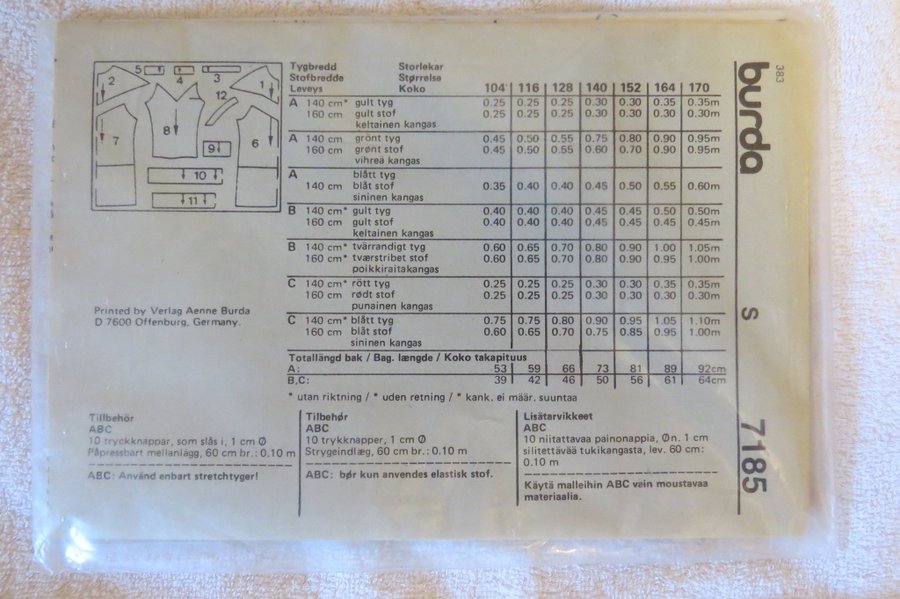 5
2
4
3
12
1
7
8
9
6
10
11
Printed by Verlag Aenne Burda
D 7600 Offenburg, Germany.
Tygbredd Storlekar
Stofbredde Størrelse
Leveys Koko 104 116 128 140 152 164 170
A 140 cm* gult tyg 0.25 0.25 0.25 0.30 0.30 0.35 0.35m
160 cm gult stof 0.25 0.25 0.25 0.30 0.30 0.30 0.30m
keltainen kangas
A 140 cm grönt tyg 0.45 0.50 0.55 0.75 0.80 0.90 0.95m
160 cm grønt stof 0.45 0.50 0.55 0.60 0.70 0.90 0.95m
vihreä kangas
A blått tyg
140 cm blåt stof 0.35 0.40 0.40 0.45 0.50 0.55 0.60m
sininen kangas
B 140 cm* gult tyg 0.40 0.40 0.40 0.45 0.45 0.50 0.50m
160 cm gult stof 0.40 0.40 0.40 0.45 0.45 0.45 0.45m
keltainen kangas
B 140 cm* tvärrandigt tyg 0.60 0.65 0.70 0.80 0.90 1.00 1.05m
160 cm* tværstribet stof 0.60 0.65 0.70 0.80 0.90 0.95 1.00m
poikkiraitakangas
C 140 cm* rött tyg 0.25 0.25 0.25 0.30 0.30 0.35 0.35m
160 cm rødt stof 0.25 0.25 0.25 0.30 0.30 0.30 0.30m
punainen kangas
C 140 cm* blått tyg 0.75 0.75 0.80 0.90 0.95 1.05 1.10m
160 cm blåt stof 0.60 0.65 0.70 0.75 0.85 0.95 1.00m
sininen kangas
Totallängd bak / Bag. længde / Koko takapituus
A: 53 59 66 73 81 89 92cm
B,C: 39 42 46 50 56 61 64cm
* utan riktning / * uden retning / * kank. ei määr. suuntaa
Tillbehör
ABC
10 tryckknappar, som slås i, 1 cm Ø
Påpressbart mellanlägg, 60 cm br.: 0.10 m
ABC: Använd enbart stretchtyger!
Tilbehør
ABC
10 trykknapper, 1 cm Ø
Strygeindlæg, 60 cm br.: 0.10 m
ABC: bør kun anvendes elastisk stof.
Lisätarvikkeet
ABC
10 niitattavaa painonappia, Øn. 1 cm
silitettävää tukikangasta, lev. 60 cm:
0.10 m
Käytä malleihin ABC vain moustavaa
materiaalia.
383
burda
S
7185